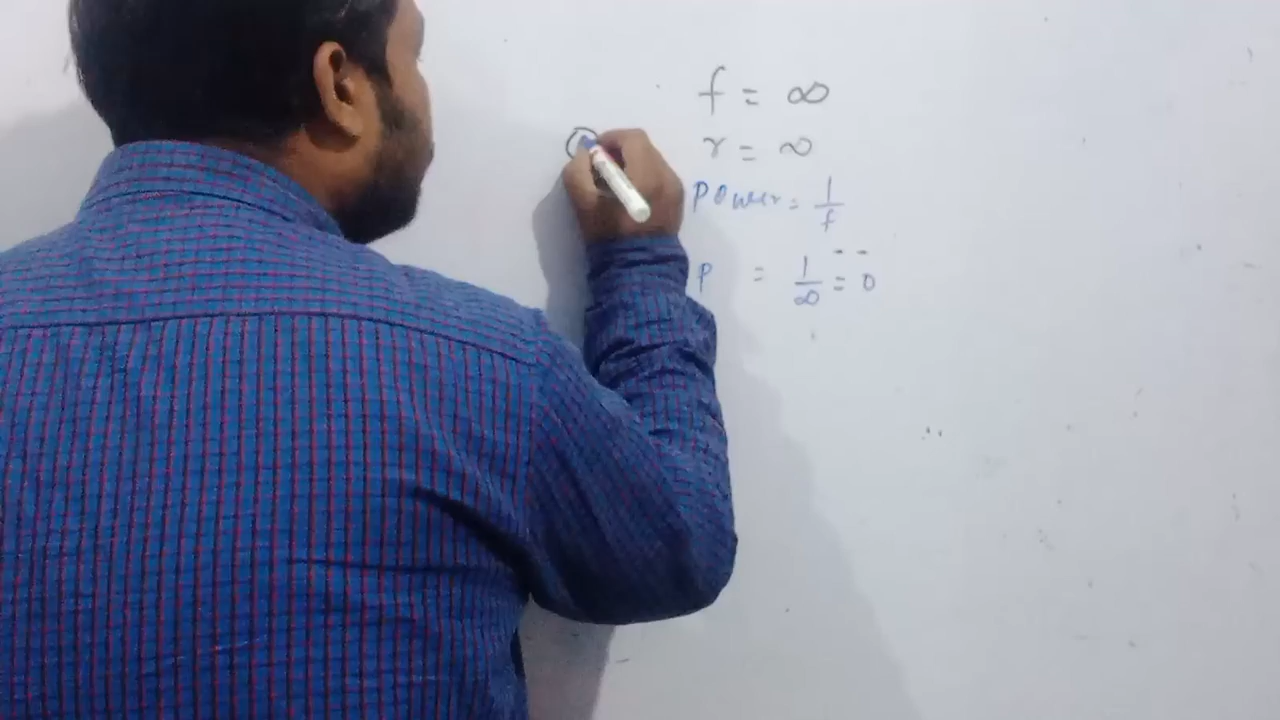 f = ∞
r = ∞
Power = 1/f
P = 1/∞ = 0